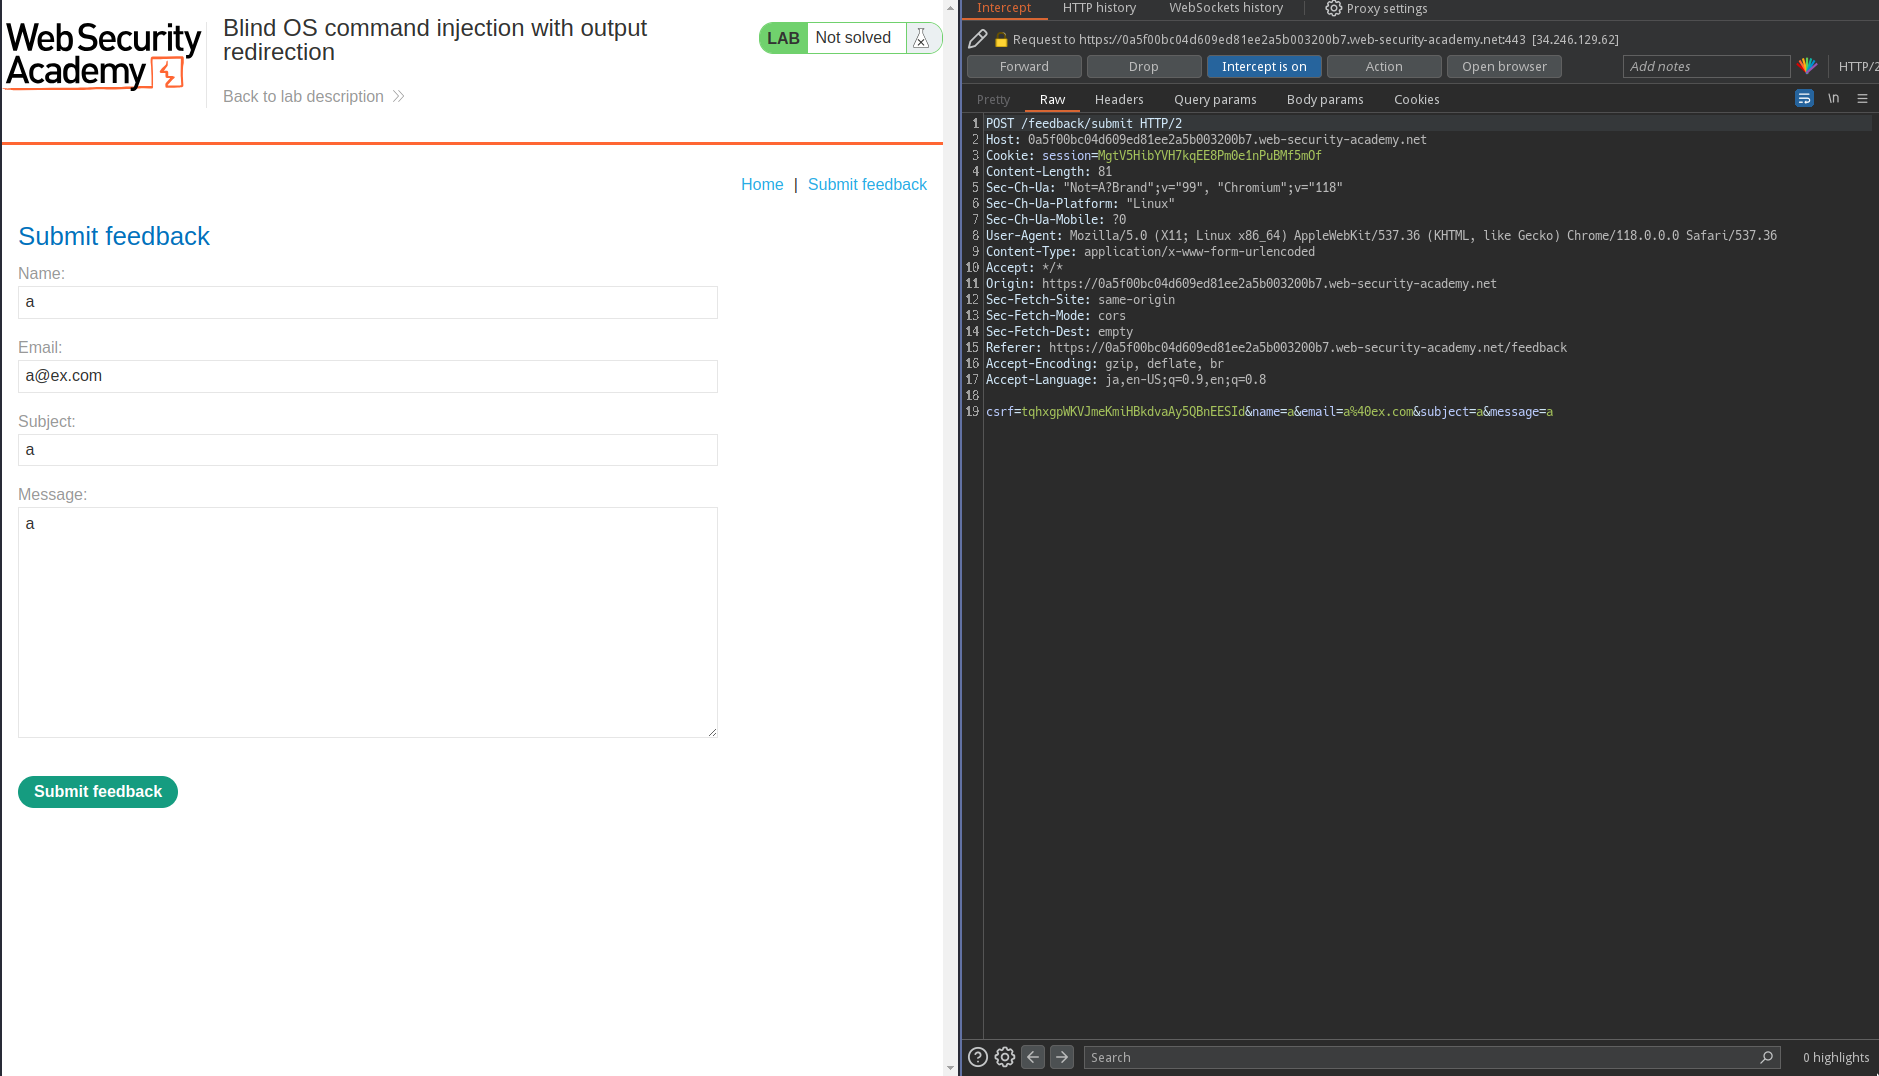 Web Security
Academy
Blind OS command injection with output
redirection
Back to lab description
LAB Not solved
Home | Submit feedback
Submit feedback
Name:
a
Email:
a@ex.com
Subject:
a
Message:
a
Submit feedback
Intercept HTTP history WebSockets history Proxy settings
Request to https://0a5f00bc04d609ed81ee2a5b003200b7.web-security-academy.net:443 [34.246.129.62]
Forward Drop Intercept is on Action Open browser Add notes HTTP/2
Pretty Raw Headers Query params Body params Cookies \n
1 POST /feedback/submit HTTP/2
2 Host: 0a5f00bc04d609ed81ee2a5b003200b7.web-security-academy.net
3 Cookie: session=MgtV5HibYVH7kqEE8Pm0e1nPuBMf5mOf
4 Content-Length: 81
5 Sec-Ch-Ua: "Not=A?Brand";v="99", "Chromium";v="118"
6 Sec-Ch-Ua-Platform: "Linux"
7 Sec-Ch-Ua-Mobile: ?0
8 User-Agent: Mozilla/5.0 (X11; Linux x86_64) AppleWebKit/537.36 (KHTML, like Gecko) Chrome/118.0.0.0 Safari/537.36
9 Content-Type: application/x-www-form-urlencoded
10 Accept: */*
11 Origin: https://0a5f00bc04d609ed81ee2a5b003200b7.web-security-academy.net
12 Sec-Fetch-Site: same-origin
13 Sec-Fetch-Mode: cors
14 Sec-Fetch-Dest: empty
15 Referer: https://0a5f00bc04d609ed81ee2a5b003200b7.web-security-academy.net/feedback
16 Accept-Encoding: gzip, deflate, br
17 Accept-Language: ja,en-US;q=0.9,en;q=0.8
18
19 csrf=tqhxgpWKVJmeKmiHBkdvaAy5QBnEESId&name=a&email=a%40ex.com&subject=a&message=a
Search 0 highlights